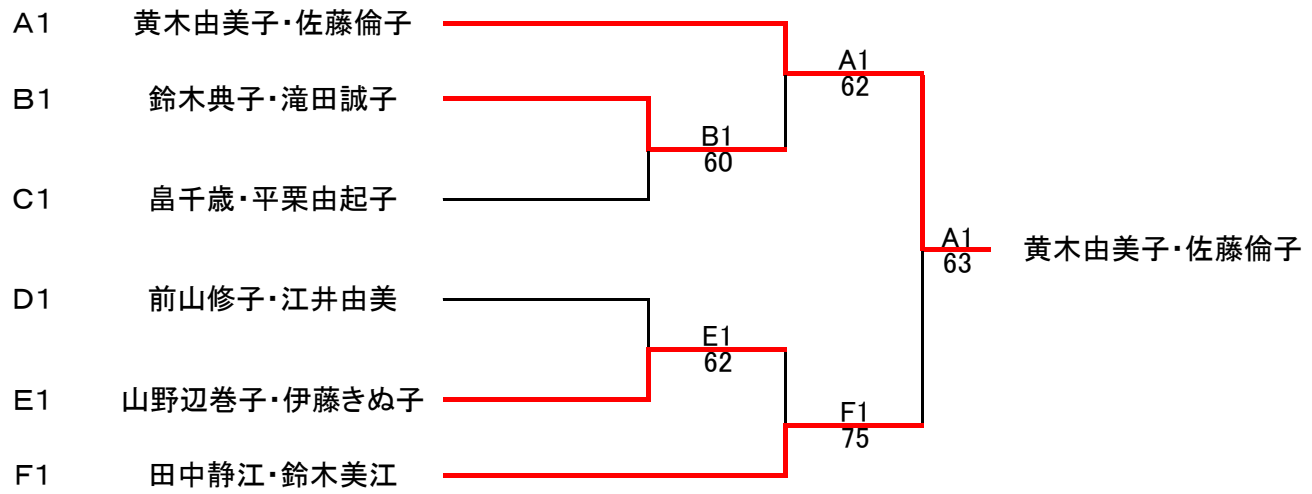 A1 黄木由美子・佐藤倫子
A1
62
B1 鈴木典子・滝田誠子
B1
60
C1 畠千歳・平栗由起子
A1
63
黄木由美子・佐藤倫子
D1 前山修子・江井由美
E1
62
E1 山野辺巻子・伊藤きぬ子
F1
75
F1 田中静江・鈴木美江